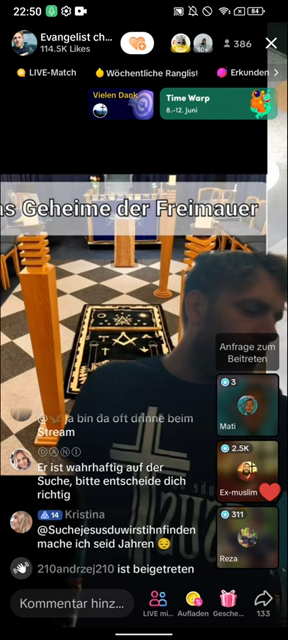 22:50
84
Evangelist ch...
114.5K Likes
10+
386
LIVE-Match
Wöchentliche Ranglist
Erkunden
Vielen Dank
Time Warp
8.-12. Juni
as Geheime der Freimauer
Anfrage zum
Beitreten
3
Mati
2.5K
Ex-muslim
311
Reza
ja bin da oft drinne beim
Stream
ⒹⒶⓃⒾ
Er ist wahrhaftig auf der
Suche, bitte entscheide dich
richtig
14 Kristina
@Suchejesusduwirstihnfinden
mache ich seid Jahren 😔
210andrzej210 ist beigetreten
Kommentar hinz...
LIVE mi...
Aufladen
Gesche...
133